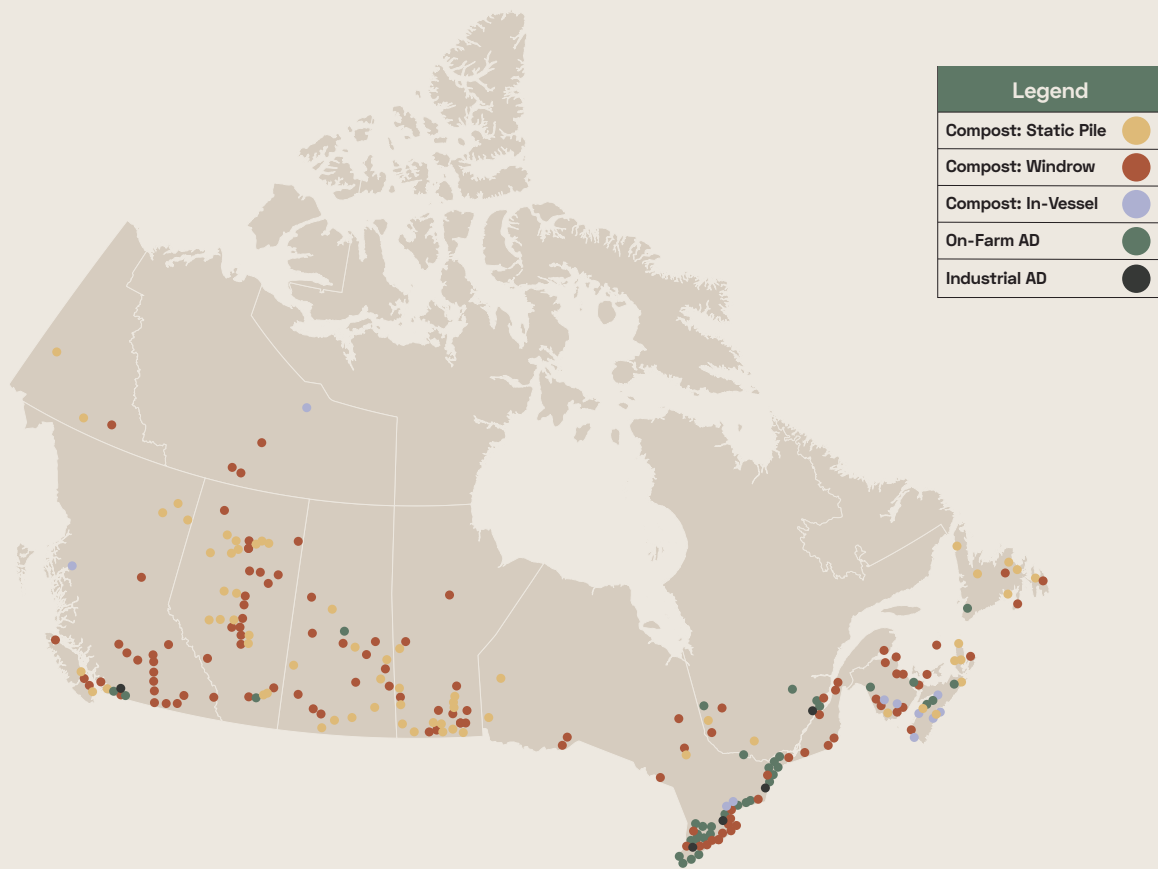 Legend
Compost: Static Pile
Compost: Windrow
Compost: In-Vessel
On-Farm AD
Industrial AD